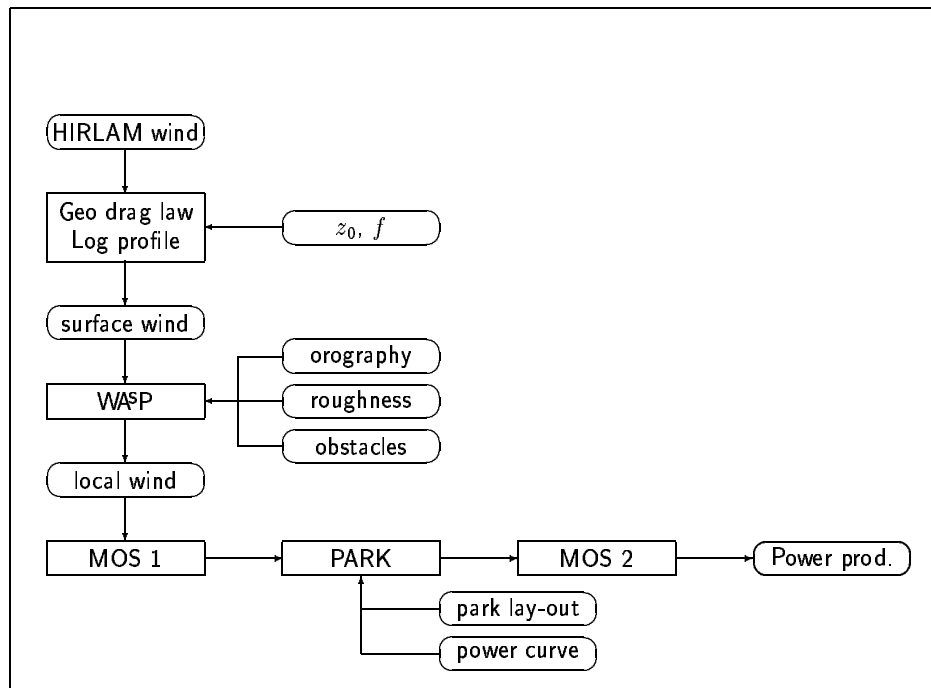 HIRLAM wind
Geo drag law
Log profile
z₀, f
surface wind
orography
WAˢP
roughness
obstacles
local wind
MOS 1
PARK
MOS 2
Power prod.
park lay-out
power curve